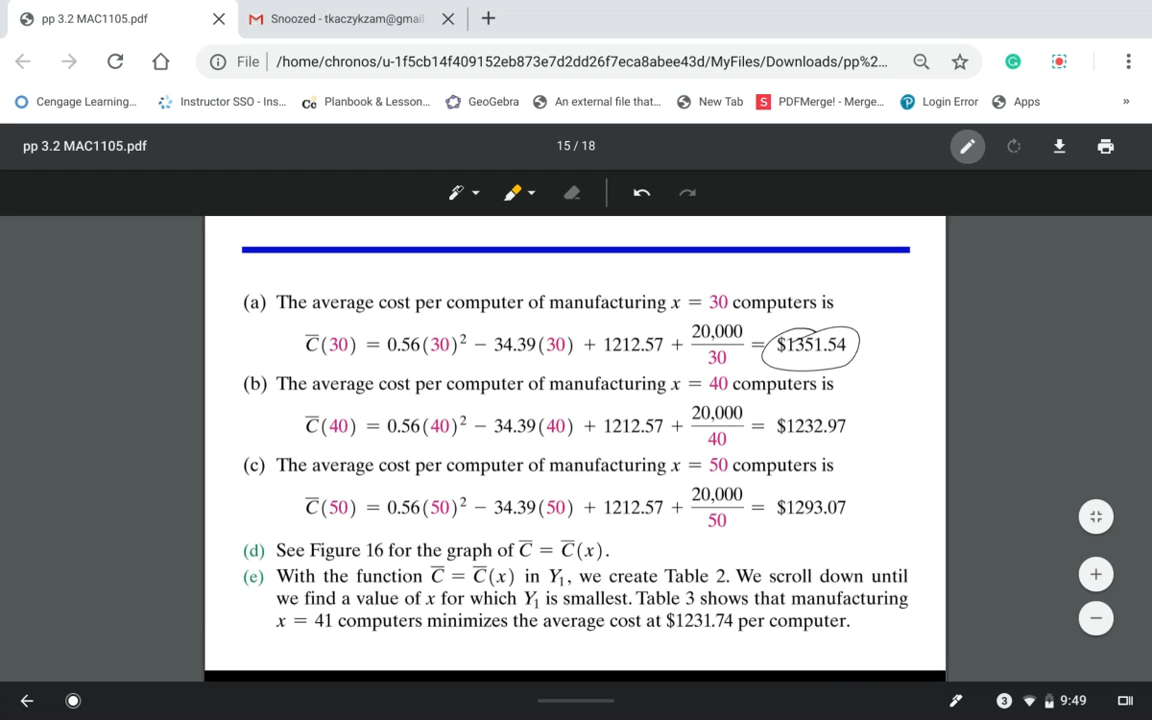 pp 3.2 MAC1105.pdf
Snoozed - tkaczykzam@gmail
File /home/chronos/u-1f5cb14f409152eb873e7d2dd26f7eca8abee43d/MyFiles/Downloads/pp%2...
Cengage Learning... Instructor SSO - Ins... Cc Planbook & Lesson... GeoGebra An external file that... New Tab S PDFMerge! - Merge... Login Error Apps »
pp 3.2 MAC1105.pdf 15 / 18
(a) The average cost per computer of manufacturing x = 30 computers is
C̅(30) = 0.56(30)² − 34.39(30) + 1212.57 + 20,000/30 = $1351.54
(b) The average cost per computer of manufacturing x = 40 computers is
C̅(40) = 0.56(40)² − 34.39(40) + 1212.57 + 20,000/40 = $1232.97
(c) The average cost per computer of manufacturing x = 50 computers is
C̅(50) = 0.56(50)² − 34.39(50) + 1212.57 + 20,000/50 = $1293.07
(d) See Figure 16 for the graph of C̅ = C̅(x).
(e) With the function C̅ = C̅(x) in Y₁, we create Table 2. We scroll down until
we find a value of x for which Y₁ is smallest. Table 3 shows that manufacturing
x = 41 computers minimizes the average cost at $1231.74 per computer.
3 9:49